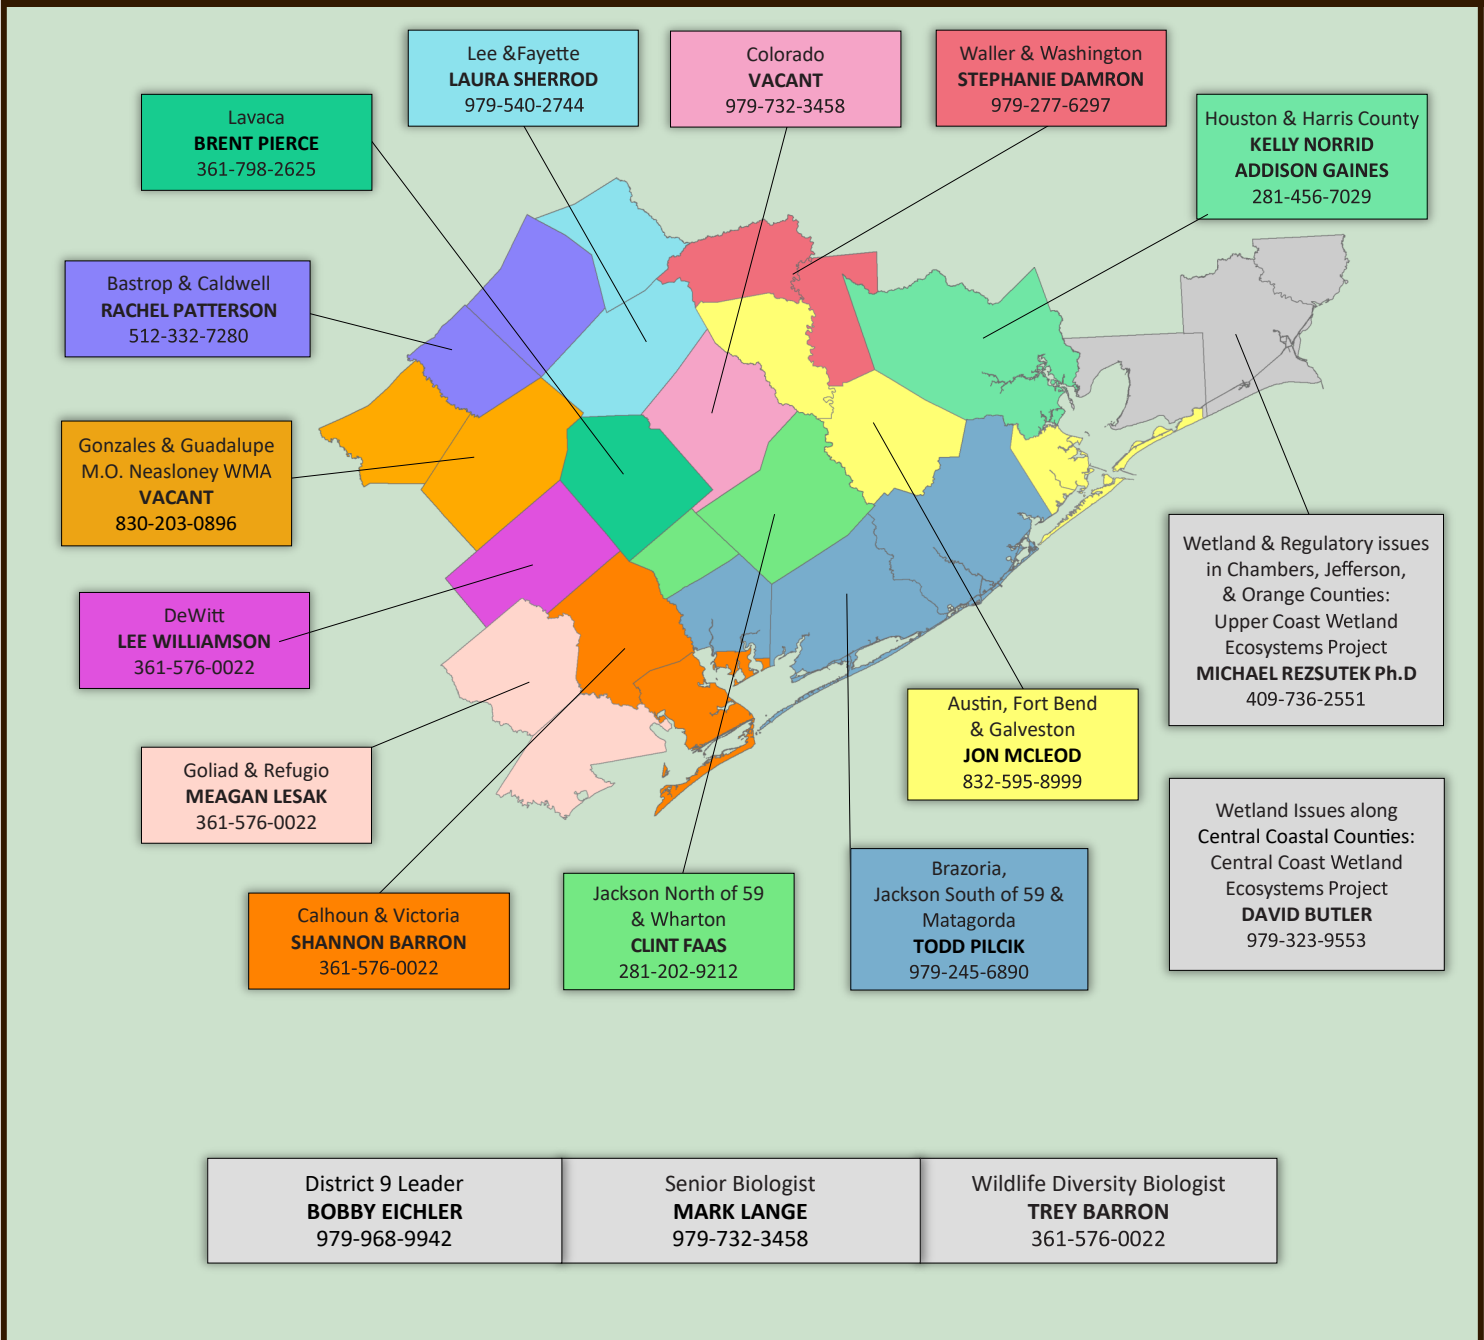 Lee &Fayette
LAURA SHERROD
979-540-2744
Colorado
VACANT
979-732-3458
Waller & Washington
STEPHANIE DAMRON
979-277-6297
Lavaca
BRENT PIERCE
361-798-2625
Houston & Harris County
KELLY NORRID
ADDISON GAINES
281-456-7029
Bastrop & Caldwell
RACHEL PATTERSON
512-332-7280
Gonzales & Guadalupe
M.O. Neasloney WMA
VACANT
830-203-0896
Wetland & Regulatory issues
in Chambers, Jefferson,
& Orange Counties:
Upper Coast Wetland
Ecosystems Project
MICHAEL REZSUTEK Ph.D
409-736-2551
DeWitt
LEE WILLIAMSON
361-576-0022
Austin, Fort Bend
& Galveston
JON MCLEOD
832-595-8999
Goliad & Refugio
MEAGAN LESAK
361-576-0022
Wetland Issues along
Central Coastal Counties:
Central Coast Wetland
Ecosystems Project
DAVID BUTLER
979-323-9553
Calhoun & Victoria
SHANNON BARRON
361-576-0022
Jackson North of 59
& Wharton
CLINT FAAS
281-202-9212
Brazoria,
Jackson South of 59 &
Matagorda
TODD PILCIK
979-245-6890
District 9 Leader
BOBBY EICHLER
979-968-9942
Senior Biologist
MARK LANGE
979-732-3458
Wildlife Diversity Biologist
TREY BARRON
361-576-0022